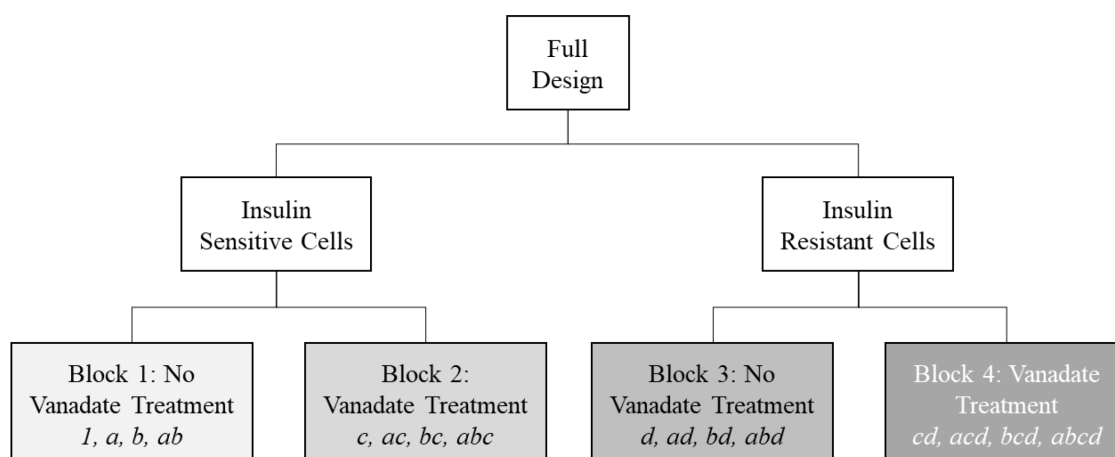 Full
Design
Insulin
Sensitive Cells
Insulin
Resistant Cells
Block 1: No
Vanadate Treatment
1, a, b, ab
Block 2:
Vanadate Treatment
c, ac, bc, abc
Block 3: No
Vanadate Treatment
d, ad, bd, abd
Block 4: Vanadate
Treatment
cd, acd, bcd, abcd